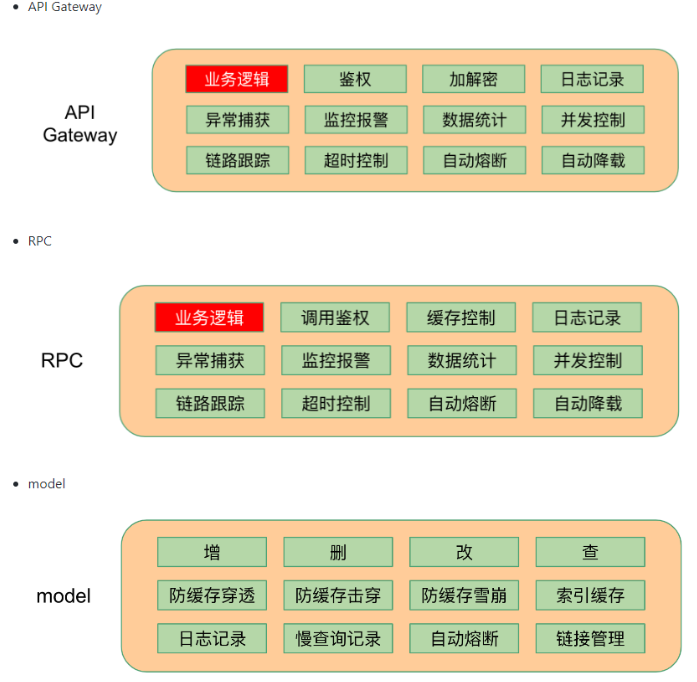 API Gateway
业务逻辑 鉴权 加解密 日志记录
API Gateway
异常捕获 监控报警 数据统计 并发控制
链路跟踪 超时控制 自动熔断 自动降载
RPC
业务逻辑 调用鉴权 缓存控制 日志记录
RPC
异常捕获 监控报警 数据统计 并发控制
链路跟踪 超时控制 自动熔断 自动降载
model
增 删 改 查
model
防缓存穿透 防缓存击穿 防缓存雪崩 索引缓存
日志记录 慢查询记录 自动熔断 链接管理